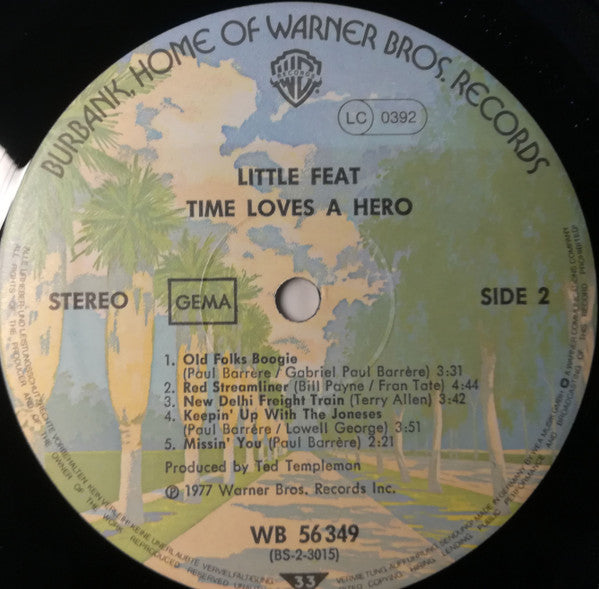 BURBANK, HOME OF WARNER BROS. RECORDS
RECORDS
LC 0392
LITTLE FEAT
TIME LOVES A HERO
STEREO
GEMA
SIDE 2
1. Old Folks Boogie
(Paul Barrère / Gabriel Paul Barrère) 3:31
2. Red Streamliner (Bill Payne / Fran Tate) 4:44
3. New Delhi Freight Train (Terry Allen) 3:42
4. Keepin' Up With The Joneses
(Paul Barrère / Lowell George) 3:51
5. Missin' You (Paul Barrère) 2:21
Produced by Ted Templeman
℗ 1977 Warner Bros. Records Inc.
WB 56 349
(BS-2-3015)
33